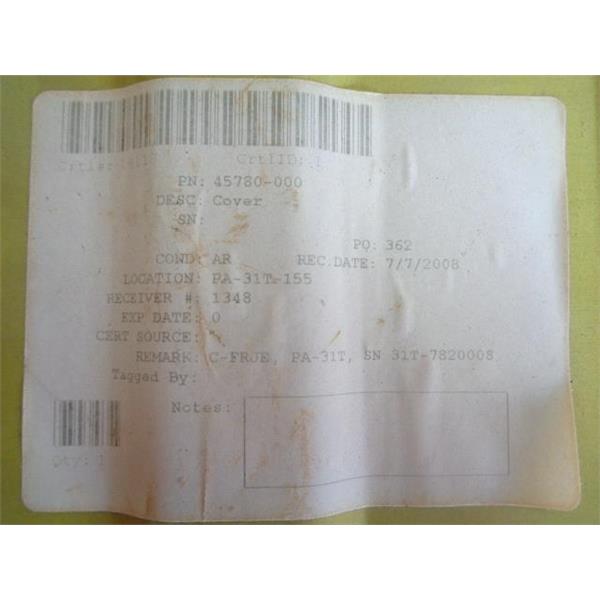 CrtlID: 1
PN: 45780-000
DESC: Cover
SN:
PO: 362
COND: AR REC.DATE: 7/7/2008
LOCATION: PA-31T-155
RECEIVER #: 1348
EXP DATE: 0
CERT SOURCE:
REMARK: C-FRJE, PA-31T, SN 31T-7820008
Tagged By:
Notes:
Qty: 1